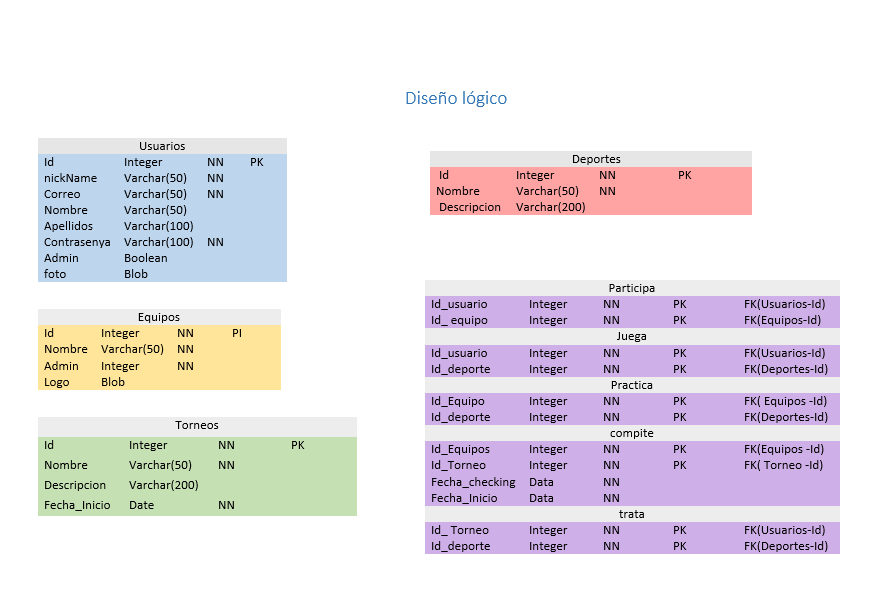 Diseño lógico
Usuarios
Id Integer NN PK
nickName Varchar(50) NN
Correo Varchar(50) NN
Nombre Varchar(50)
Apellidos Varchar(100)
Contrasenya Varchar(100) NN
Admin Boolean
foto Blob
Equipos
Id Integer NN PI
Nombre Varchar(50) NN
Admin Integer NN
Logo Blob
Torneos
Id Integer NN PK
Nombre Varchar(50) NN
Descripcion Varchar(200)
Fecha_Inicio Date NN
Deportes
Id Integer NN PK
Nombre Varchar(50) NN
Descripcion Varchar(200)
Participa
Id_usuario Integer NN PK FK(Usuarios-Id)
Id_ equipo Integer NN PK FK(Equipos-Id)
Juega
Id_usuario Integer NN PK FK(Usuarios-Id)
Id_deporte Integer NN PK FK(Deportes-Id)
Practica
Id_Equipo Integer NN PK FK( Equipos -Id)
Id_deporte Integer NN PK FK(Deportes-Id)
compite
Id_Equipos Integer NN PK FK(Equipos -Id)
Id_Torneo Integer NN PK FK( Torneo -Id)
Fecha_checking Data NN
Fecha_Inicio Data NN
trata
Id_ Torneo Integer NN PK FK(Usuarios-Id)
Id_deporte Integer NN PK FK(Deportes-Id)